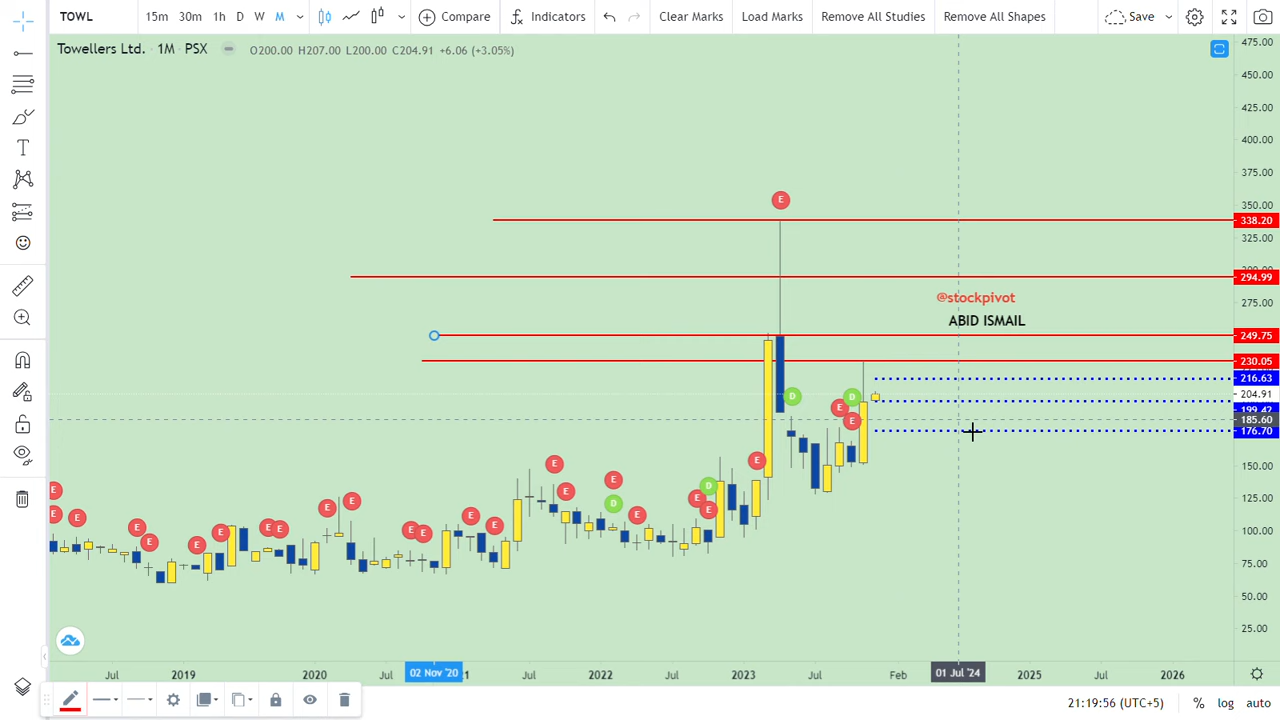 TOWL 15m 30m 1h D W M Compare Indicators Clear Marks Load Marks Remove All Studies Remove All Shapes Save
Towellers Ltd. · 1M · PSX O200.00 H207.00 L200.00 C204.91 +6.06 (+3.05%)
475.00
450.00
425.00
400.00
375.00
350.00
338.20
325.00
294.99
275.00
@stockpivot
ABID ISMAIL
249.75
230.05
216.63
204.91
199.42
185.60
176.70
150.00
125.00
100.00
75.00
50.00
25.00
E E E E E E E E E E E E E E E E E E E E E E E E E
D D D D
Jul 2019 Jul 2020 Jul 02 Nov '20 1 Jul 2022 Jul 2023 Jul Feb 01 Jul '24 2025 Jul 2026
21:19:56 (UTC+5) % log auto